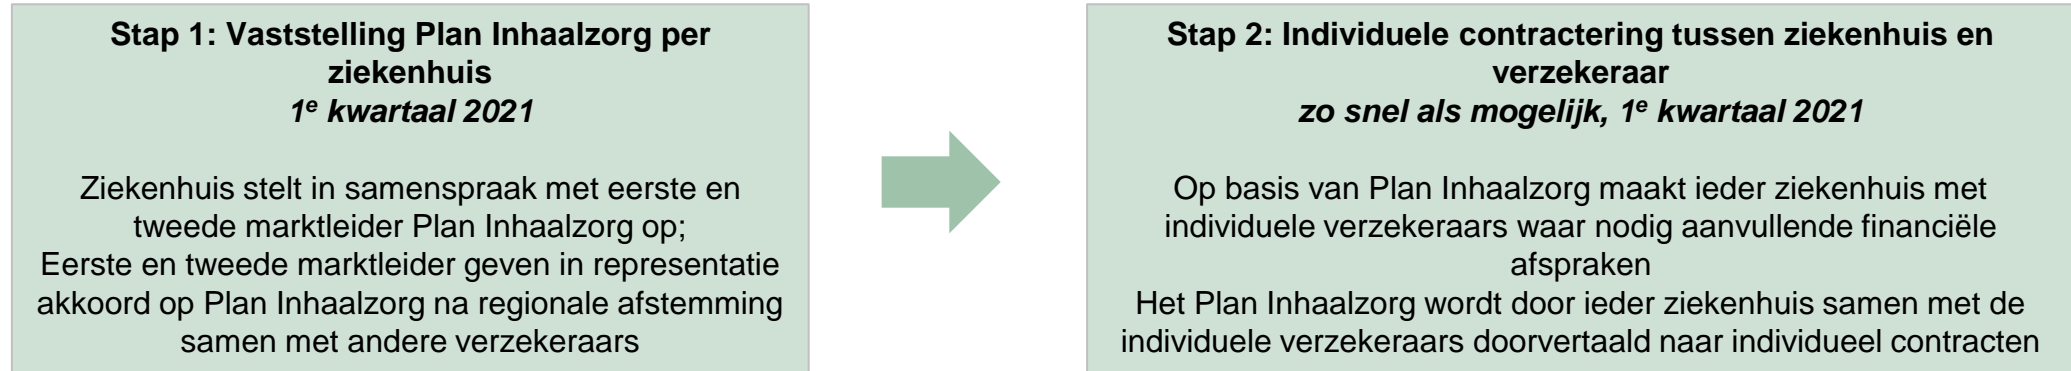 Stap 1: Vaststelling Plan Inhaalzorg per
ziekenhuis
1e kwartaal 2021
Ziekenhuis stelt in samenspraak met eerste en
tweede marktleider Plan Inhaalzorg op;
Eerste en tweede marktleider geven in representatie
akkoord op Plan Inhaalzorg na regionale afstemming
samen met andere verzekeraars
Stap 2: Individuele contractering tussen ziekenhuis en
verzekeraar
zo snel als mogelijk, 1e kwartaal 2021
Op basis van Plan Inhaalzorg maakt ieder ziekenhuis met
individuele verzekeraars waar nodig aanvullende financiële
afspraken
Het Plan Inhaalzorg wordt door ieder ziekenhuis samen met de
individuele verzekeraars doorvertaald naar individueel contracten